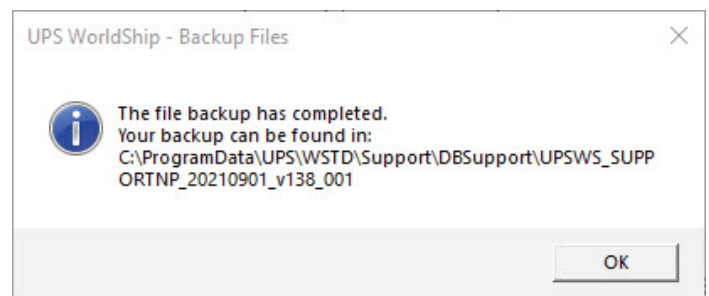 UPS WorldShip - Backup Files
The file backup has completed.
Your backup can be found in:
C:\ProgramData\UPS\WSTD\Support\DBSupport\UPSWS_SUPP
ORTNP_20210901_v138_001
OK